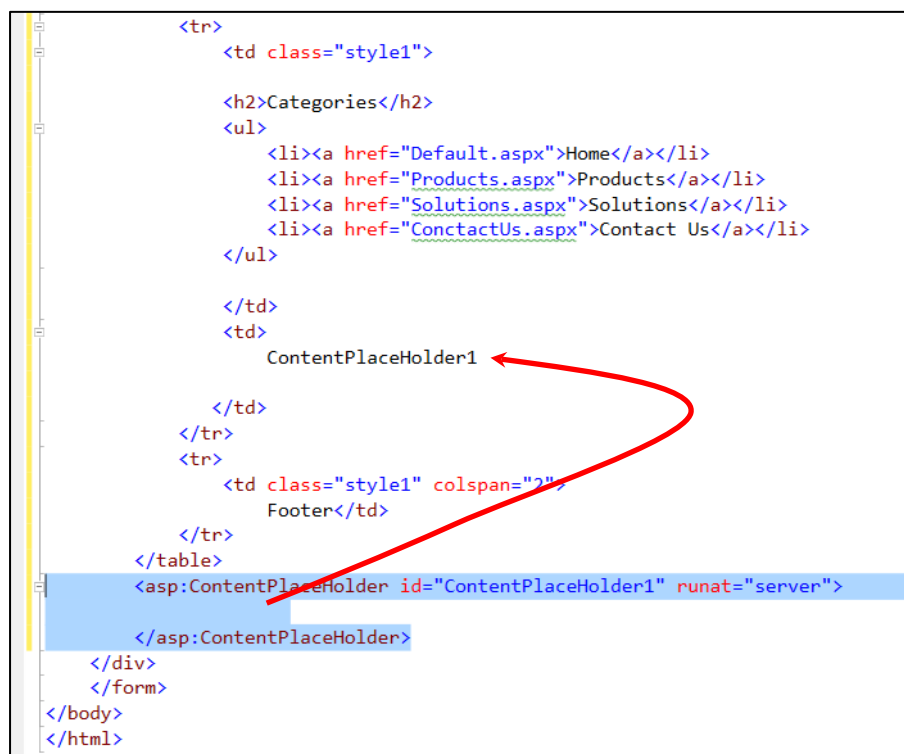 <tr>
<td class="style1">
<h2>Categories</h2>
<ul>
<li><a href="Default.aspx">Home</a></li>
<li><a href="Products.aspx">Products</a></li>
<li><a href="Solutions.aspx">Solutions</a></li>
<li><a href="ConctactUs.aspx">Contact Us</a></li>
</ul>
</td>
<td>
ContentPlaceHolder1
</td>
</tr>
<tr>
<td class="style1" colspan="2">
Footer</td>
</tr>
</table>
<asp:ContentPlaceHolder id="ContentPlaceHolder1" runat="server">
</asp:ContentPlaceHolder>
</div>
</form>
</body>
</html>